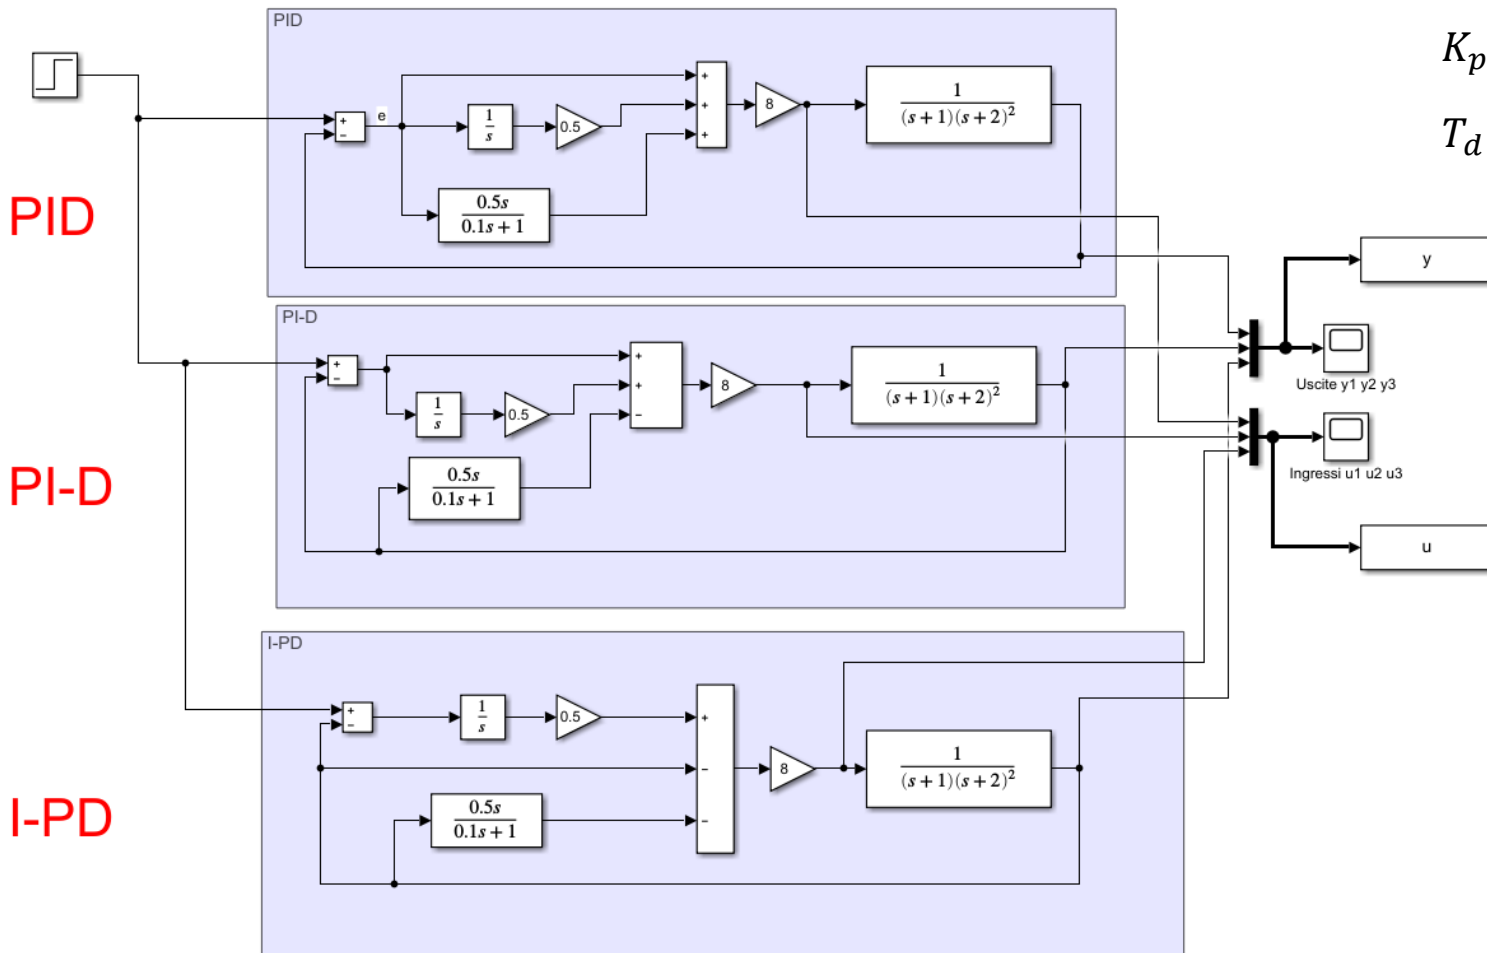 PID
K_p
T_d
e
+
−
1/s
0.5
0.5s/(0.1s + 1)
+
+
+
8
1/((s + 1)(s + 2)^2)
PID
y
Uscite y1 y2 y3
Ingressi u1 u2 u3
u
PI-D
+
−
1/s
0.5
0.5s/(0.1s + 1)
+
+
−
8
1/((s + 1)(s + 2)^2)
PI-D
I-PD
+
−
1/s
0.5
0.5s/(0.1s + 1)
+
−
−
8
1/((s + 1)(s + 2)^2)
I-PD